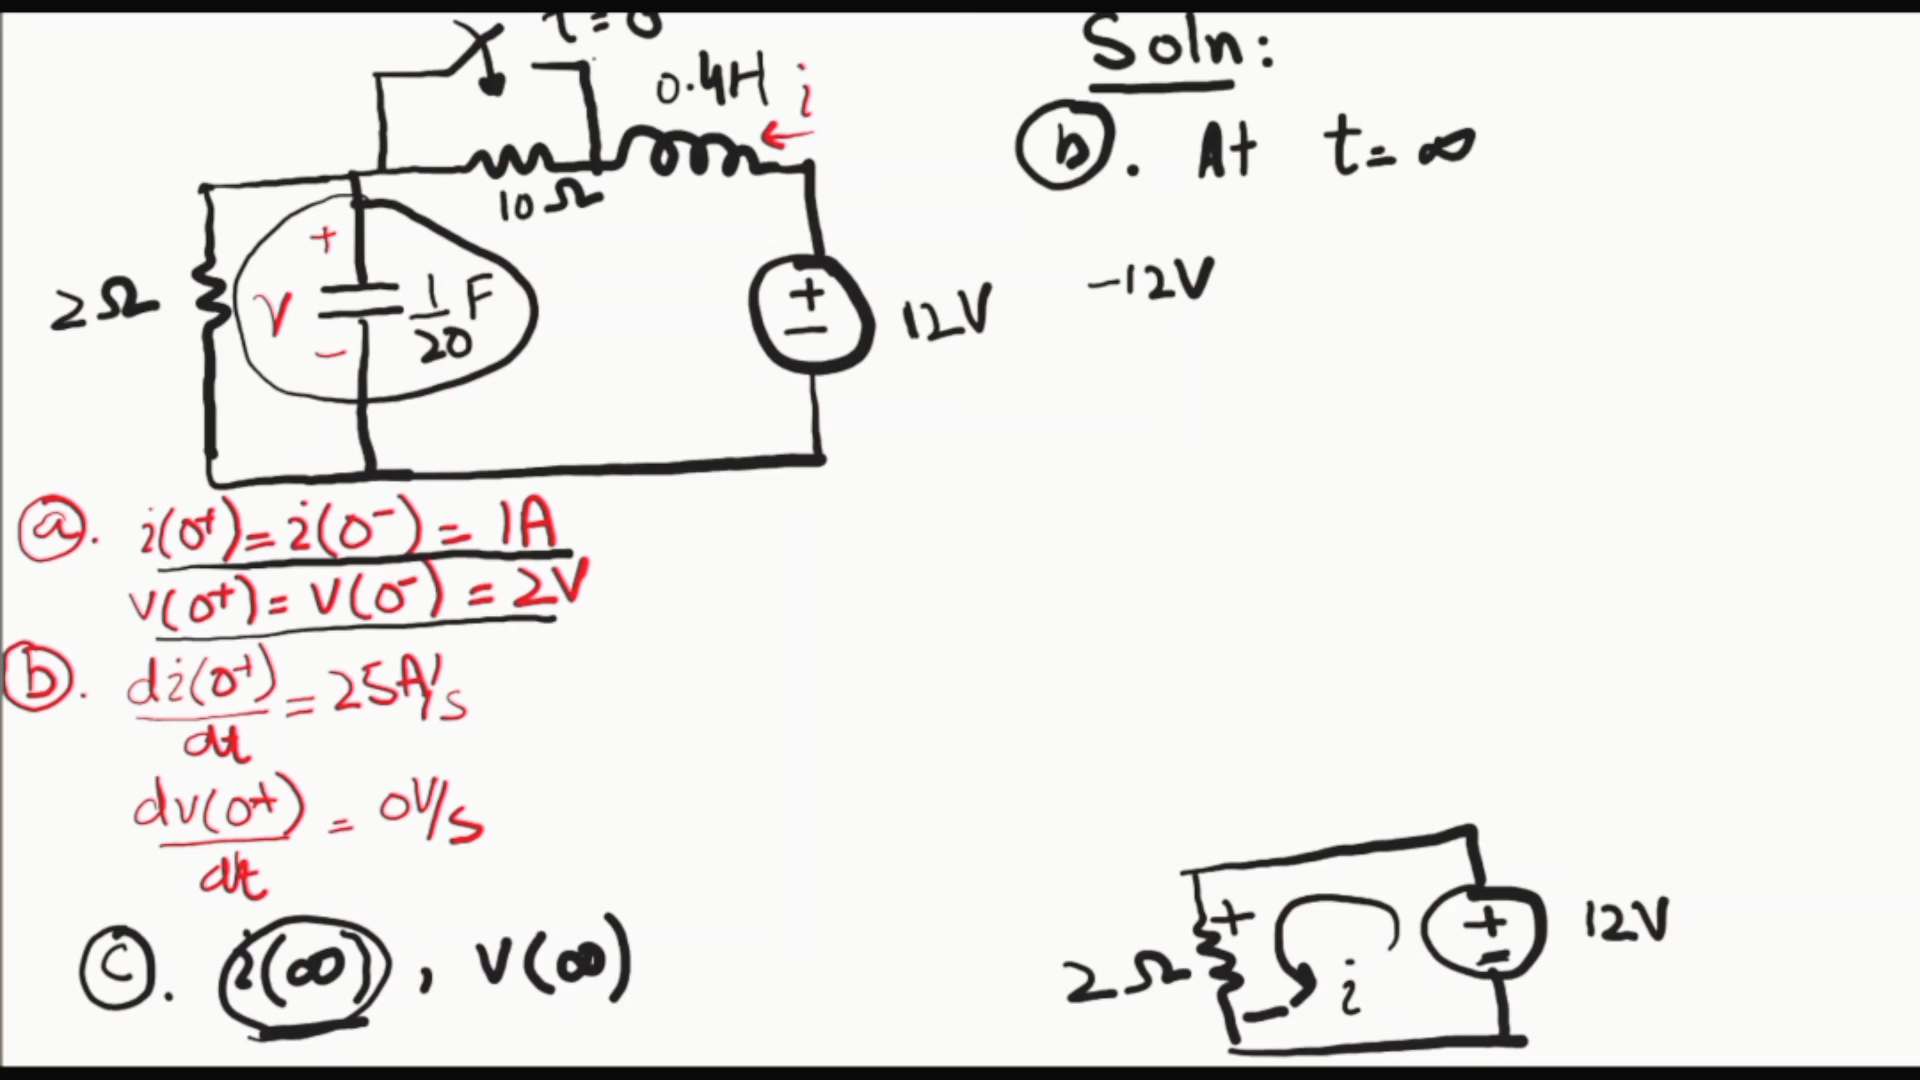 t=0
0.4H i
10Ω
2Ω
+
V
-
1/20 F
+
-
12V
a. i(0+)=i(0-)= 1A
v(0+)= v(0-) = 2V
b. di(0+)/dt = 25A/s
dv(0+)/dt = 0V/s
c. i(∞), v(∞)
Soln:
b. At t=∞
-12V
2Ω
+
-
i
+
-
12V